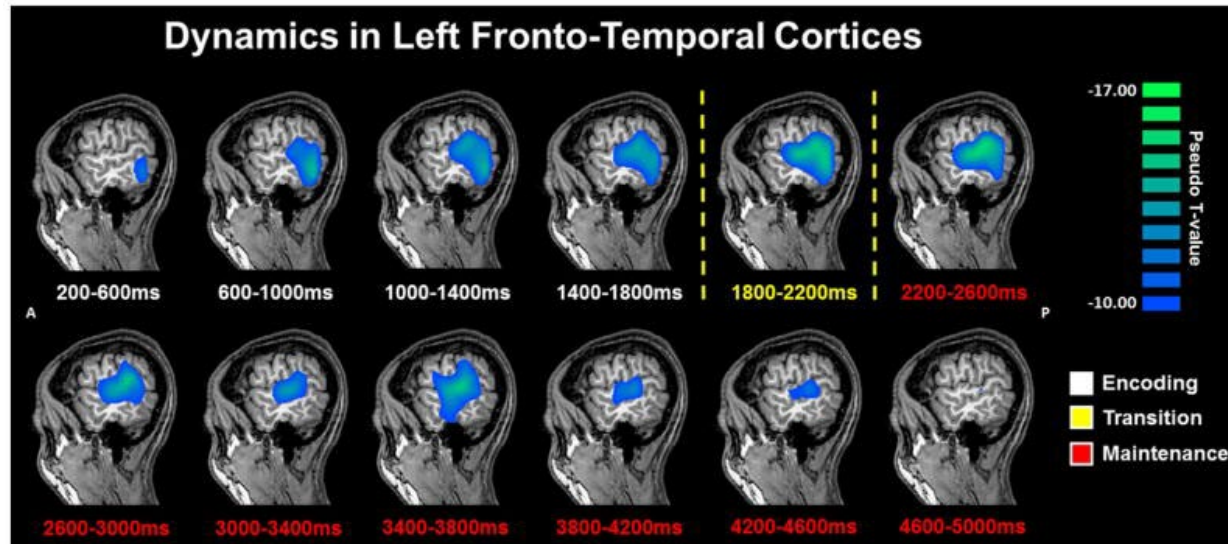 Dynamics in Left Fronto-Temporal Cortices
-17.00
Pseudo T-value
-10.00
200-600ms
600-1000ms
1000-1400ms
1400-1800ms
1800-2200ms
2200-2600ms
A
P
Encoding
Transition
Maintenance
2600-3000ms
3000-3400ms
3400-3800ms
3800-4200ms
4200-4600ms
4600-5000ms